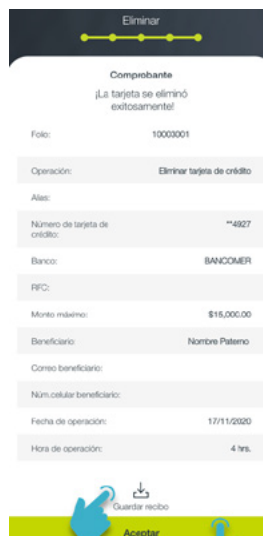 Eliminar
Comprobante
¡La tarjeta se eliminó
exitosamente!
Folio: 10003001
Operación: Eliminar tarjeta de crédito
Alias:
Número de tarjeta de crédito: **4927
Banco: BANCOMER
RFC:
Monto máximo: $15,000.00
Beneficiario: Nombre Paterno
Correo beneficiario:
Núm.celular beneficiario:
Fecha de operación: 17/11/2020
Hora de operación: 4 hrs.
Guardar recibo
Aceptar